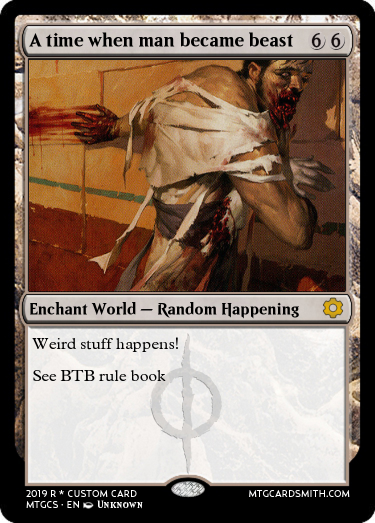 A time when man became beast 6 6
Enchant World — Random Happening
Weird stuff happens!
See BTB rule book
2019 R * CUSTOM CARD
MTGCS · EN Unknown
MTGCARDSMITH.COM